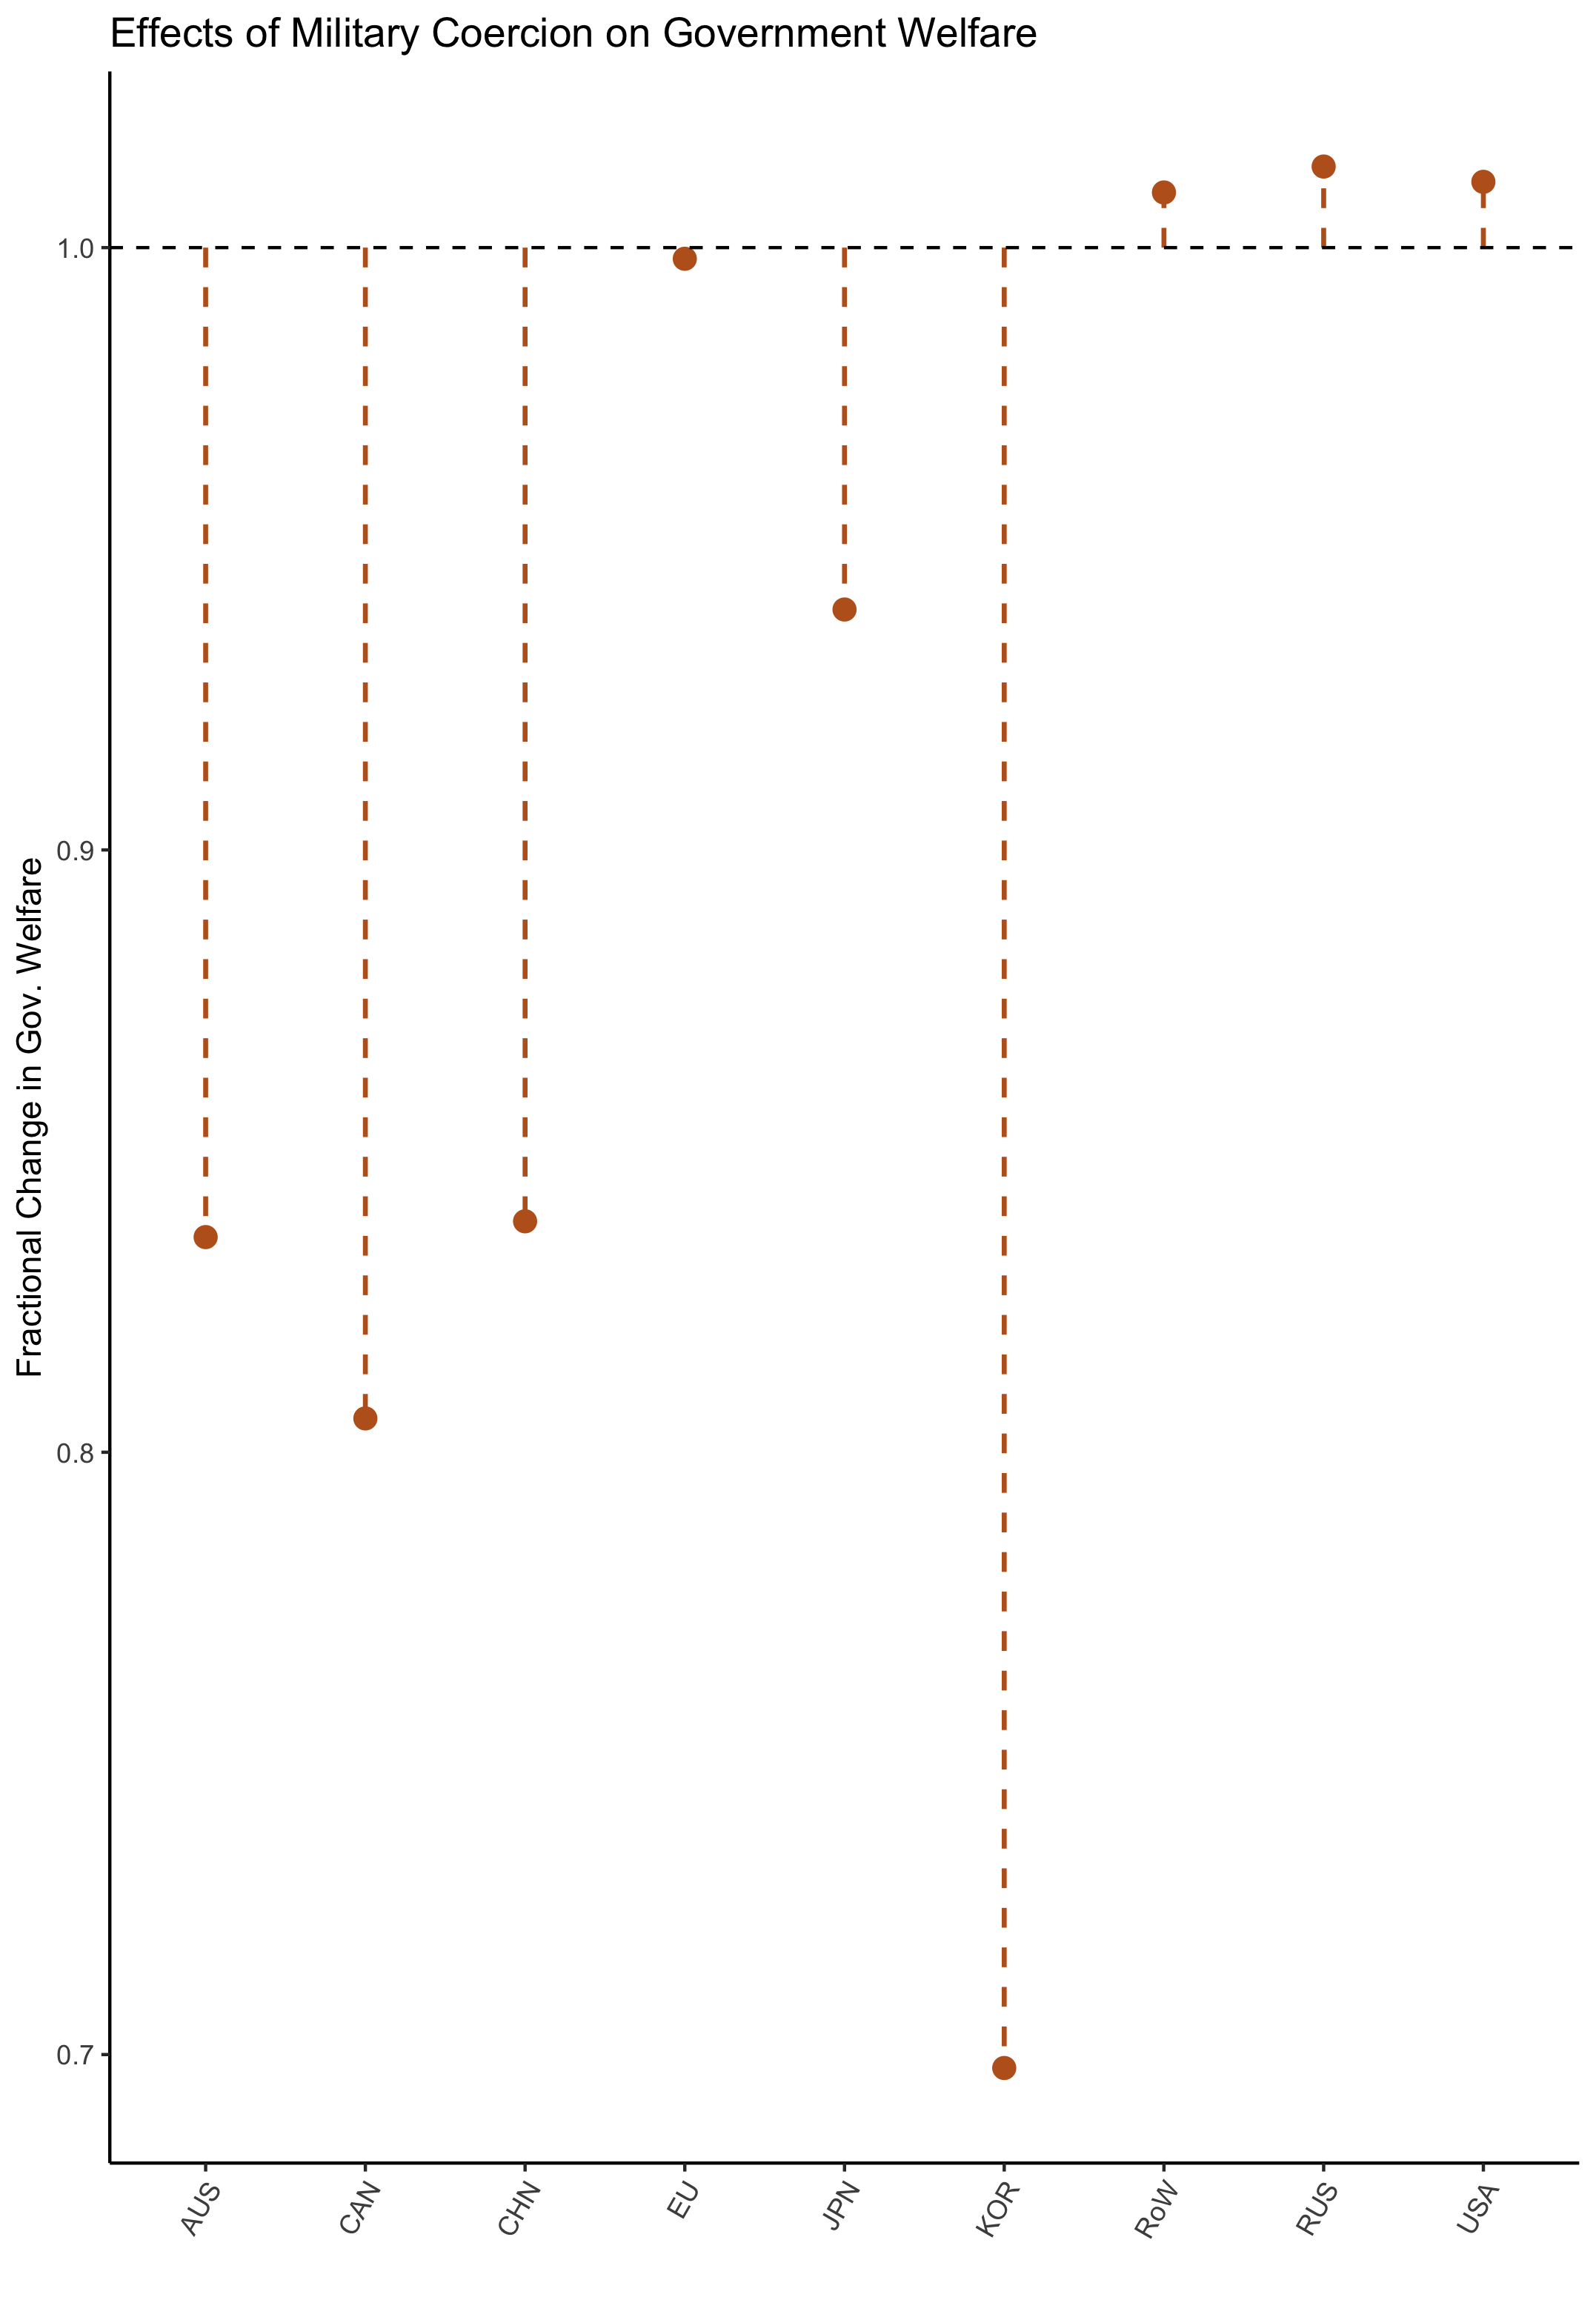 Effects of Military Coercion on Government Welfare
Fractional Change in Gov. Welfare
1.0
0.9
0.8
0.7
AUS
CAN
CHN
EU
JPN
KOR
RoW
RUS
USA